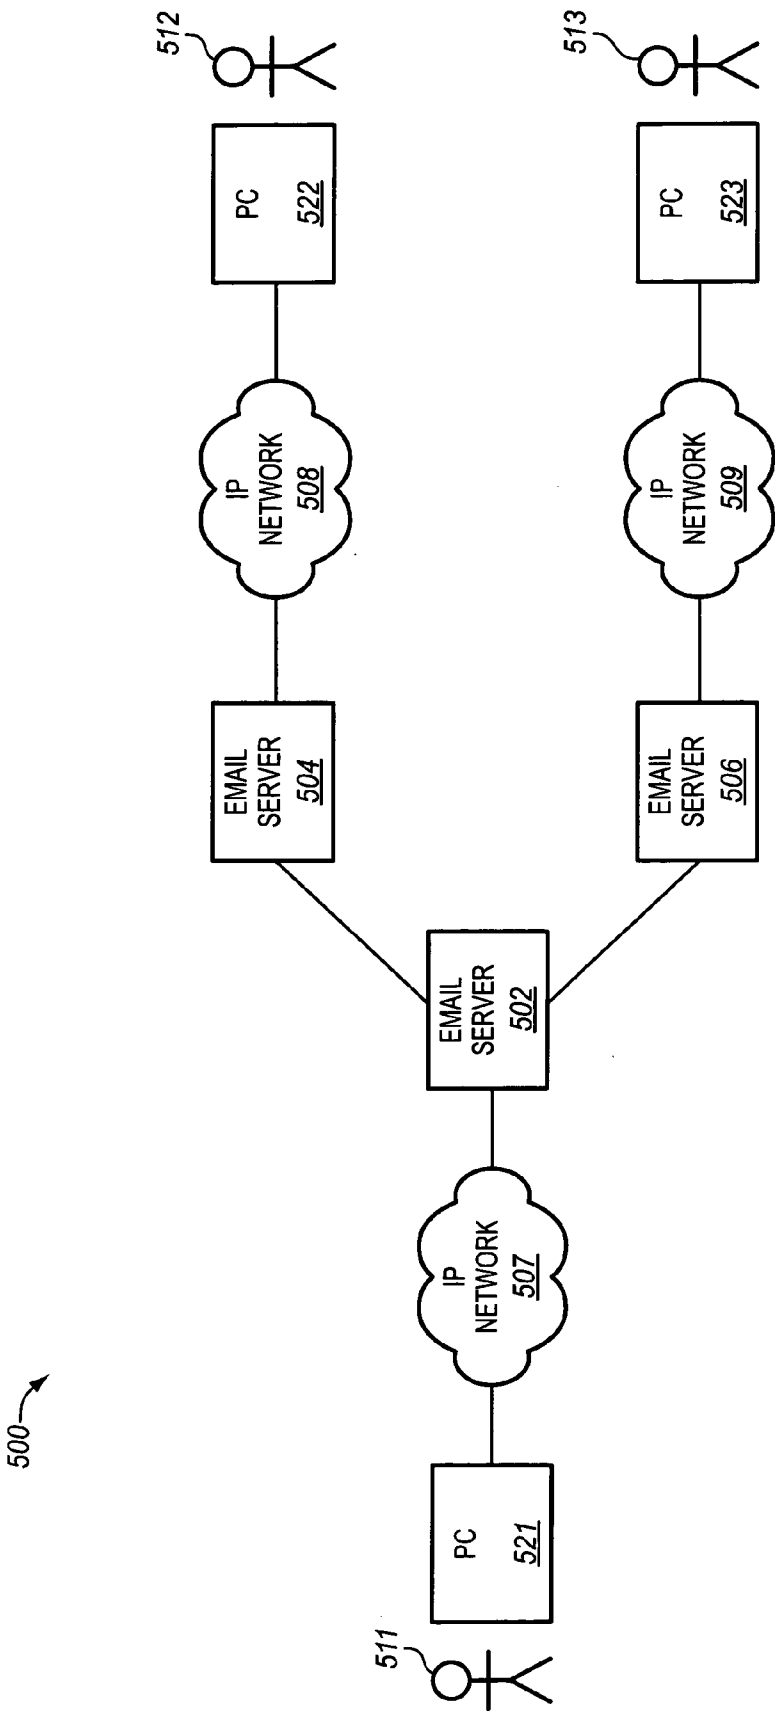 500
511
PC
521
IP
NETWORK
507
EMAIL
SERVER
502
EMAIL
SERVER
504
IP
NETWORK
508
PC
522
512
EMAIL
SERVER
506
IP
NETWORK
509
PC
523
513